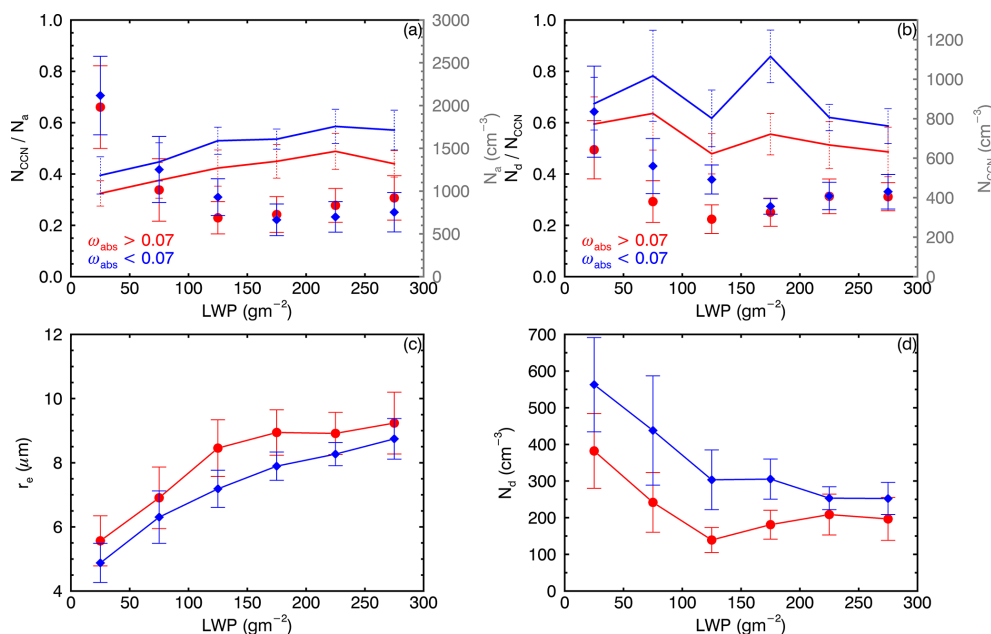 (a)
1.0
0.8
0.6
0.4
0.2
0.0
N_CCN / N_a
3000
2500
2000
1500
1000
500
0
N_a (cm⁻³)
ω_abs > 0.07
ω_abs < 0.07
0 50 100 150 200 250 300
LWP (gm⁻²)
(b)
1.0
0.8
0.6
0.4
0.2
0.0
N_d / N_CCN
1200
1000
800
600
400
200
0
N_CCN (cm⁻³)
ω_abs > 0.07
ω_abs < 0.07
0 50 100 150 200 250 300
LWP (gm⁻²)
(c)
12
10
8
6
4
r_e (μm)
0 50 100 150 200 250 300
LWP (gm⁻²)
(d)
700
600
500
400
300
200
100
0
N_d (cm⁻³)
0 50 100 150 200 250 300
LWP (gm⁻²)